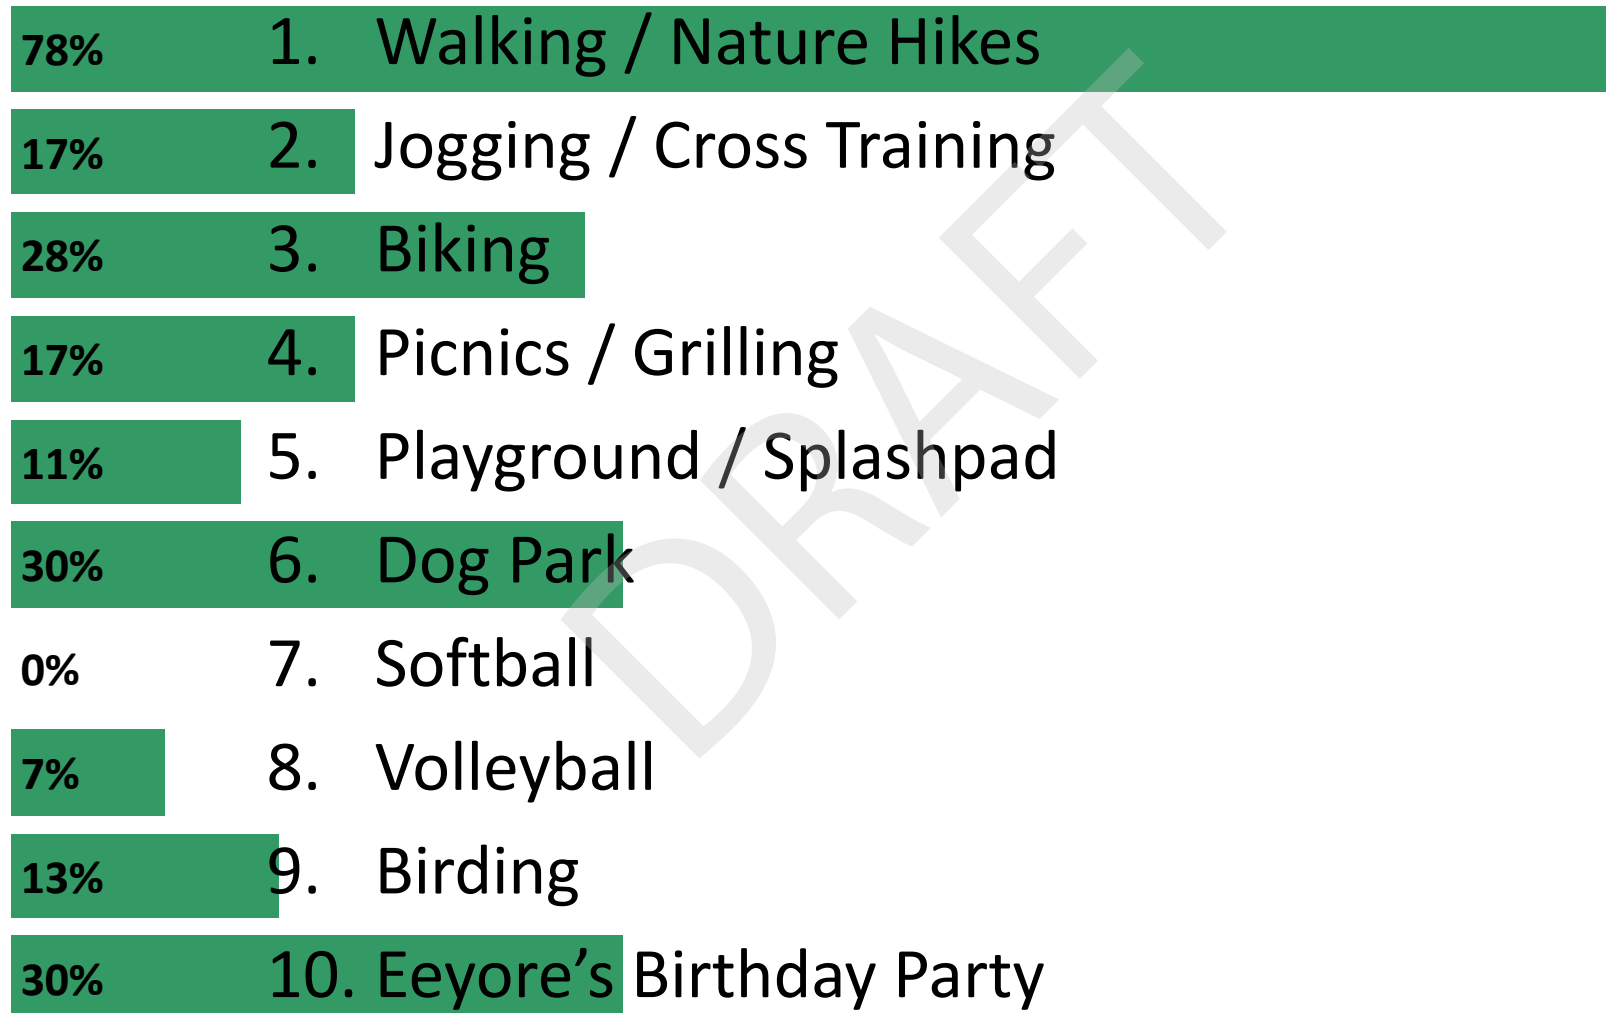 78% 1. Walking / Nature Hikes
17% 2. Jogging / Cross Training
28% 3. Biking
17% 4. Picnics / Grilling
11% 5. Playground / Splashpad
30% 6. Dog Park
0% 7. Softball
7% 8. Volleyball
13% 9. Birding
30% 10. Eeyore’s Birthday Party
DRAFT